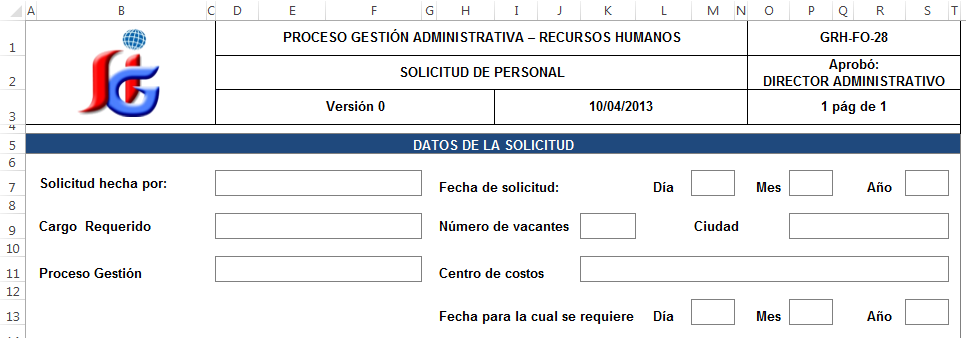 A B C D E F G H I J K L M N O P Q R S T
1 PROCESO GESTIÓN ADMINISTRATIVA – RECURSOS HUMANOS GRH-FO-28
2 SOLICITUD DE PERSONAL Aprobó:
DIRECTOR ADMINISTRATIVO
3 Versión 0 10/04/2013 1 pág de 1
4
5 DATOS DE LA SOLICITUD
6
7 Solicitud hecha por: Fecha de solicitud: Día Mes Año
8
9 Cargo Requerido Número de vacantes Ciudad
10
11 Proceso Gestión Centro de costos
12
13 Fecha para la cual se requiere Día Mes Año